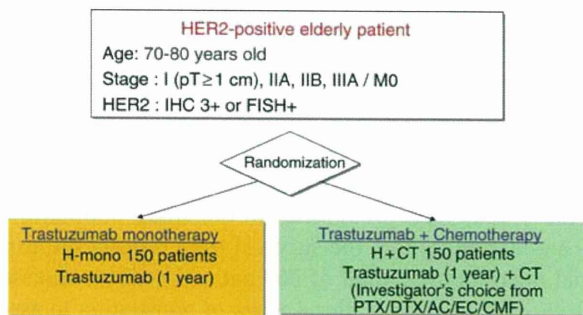 HER2-positive elderly patient
Age: 70-80 years old
Stage : I (pT≥1 cm), IIA, IIB, IIIA / M0
HER2 : IHC 3+ or FISH+
Randomization
Trastuzumab monotherapy
H-mono 150 patients
Trastuzumab (1 year)
Trastuzumab + Chemotherapy
H+CT 150 patients
Trastuzumab (1 year) + CT
(Investigator's choice from
PTX/DTX/AC/EC/CMF)